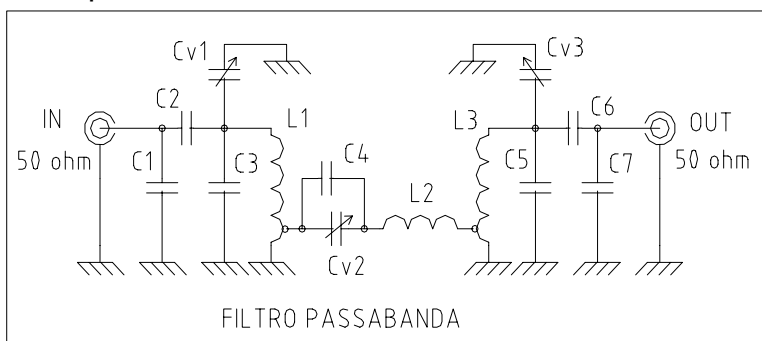 Cv1
Cv3
C2
C6
IN
L1
L3
OUT
50 ohm
C1
C3
C4
L2
C5
C7
50 ohm
Cv2
FILTRO PASSABANDA